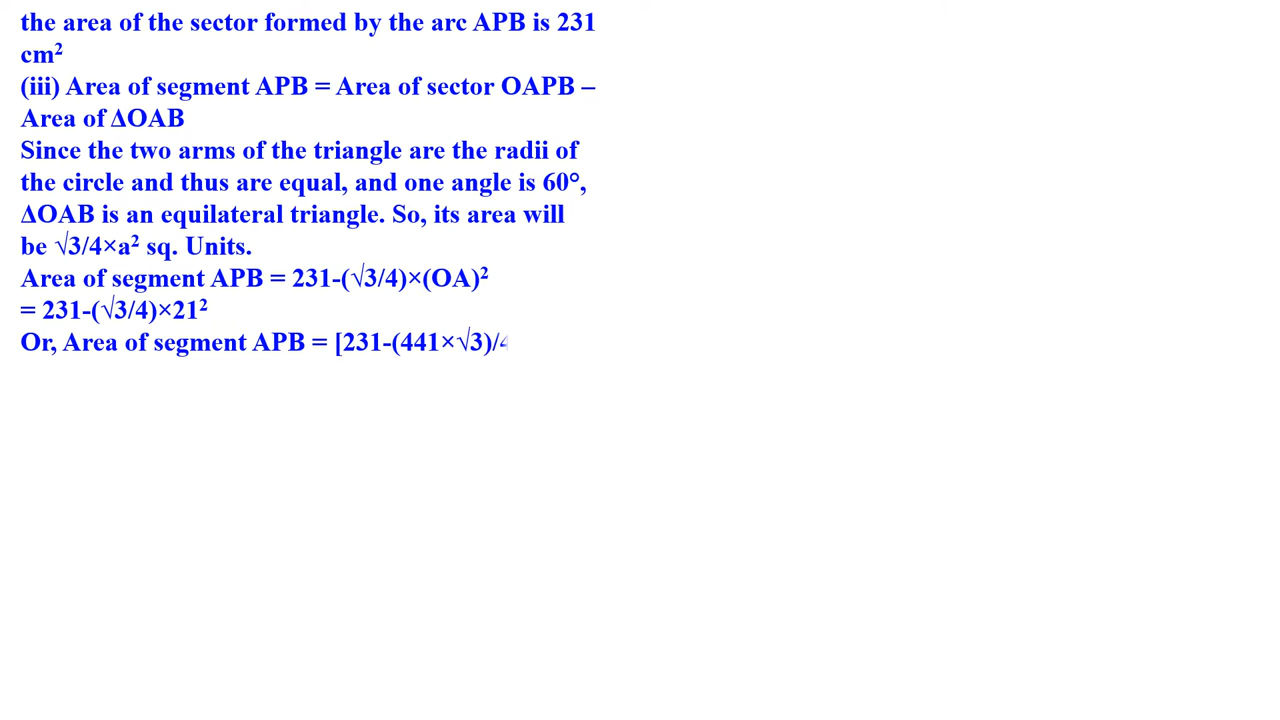 the area of the sector formed by the arc APB is 231
cm²
(iii) Area of segment APB = Area of sector OAPB –
Area of ΔOAB
Since the two arms of the triangle are the radii of
the circle and thus are equal, and one angle is 60°,
ΔOAB is an equilateral triangle. So, its area will
be √3/4×a² sq. Units.
Area of segment APB = 231-(√3/4)×(OA)²
= 231-(√3/4)×21²
Or, Area of segment APB = [231-(441×√3)/4